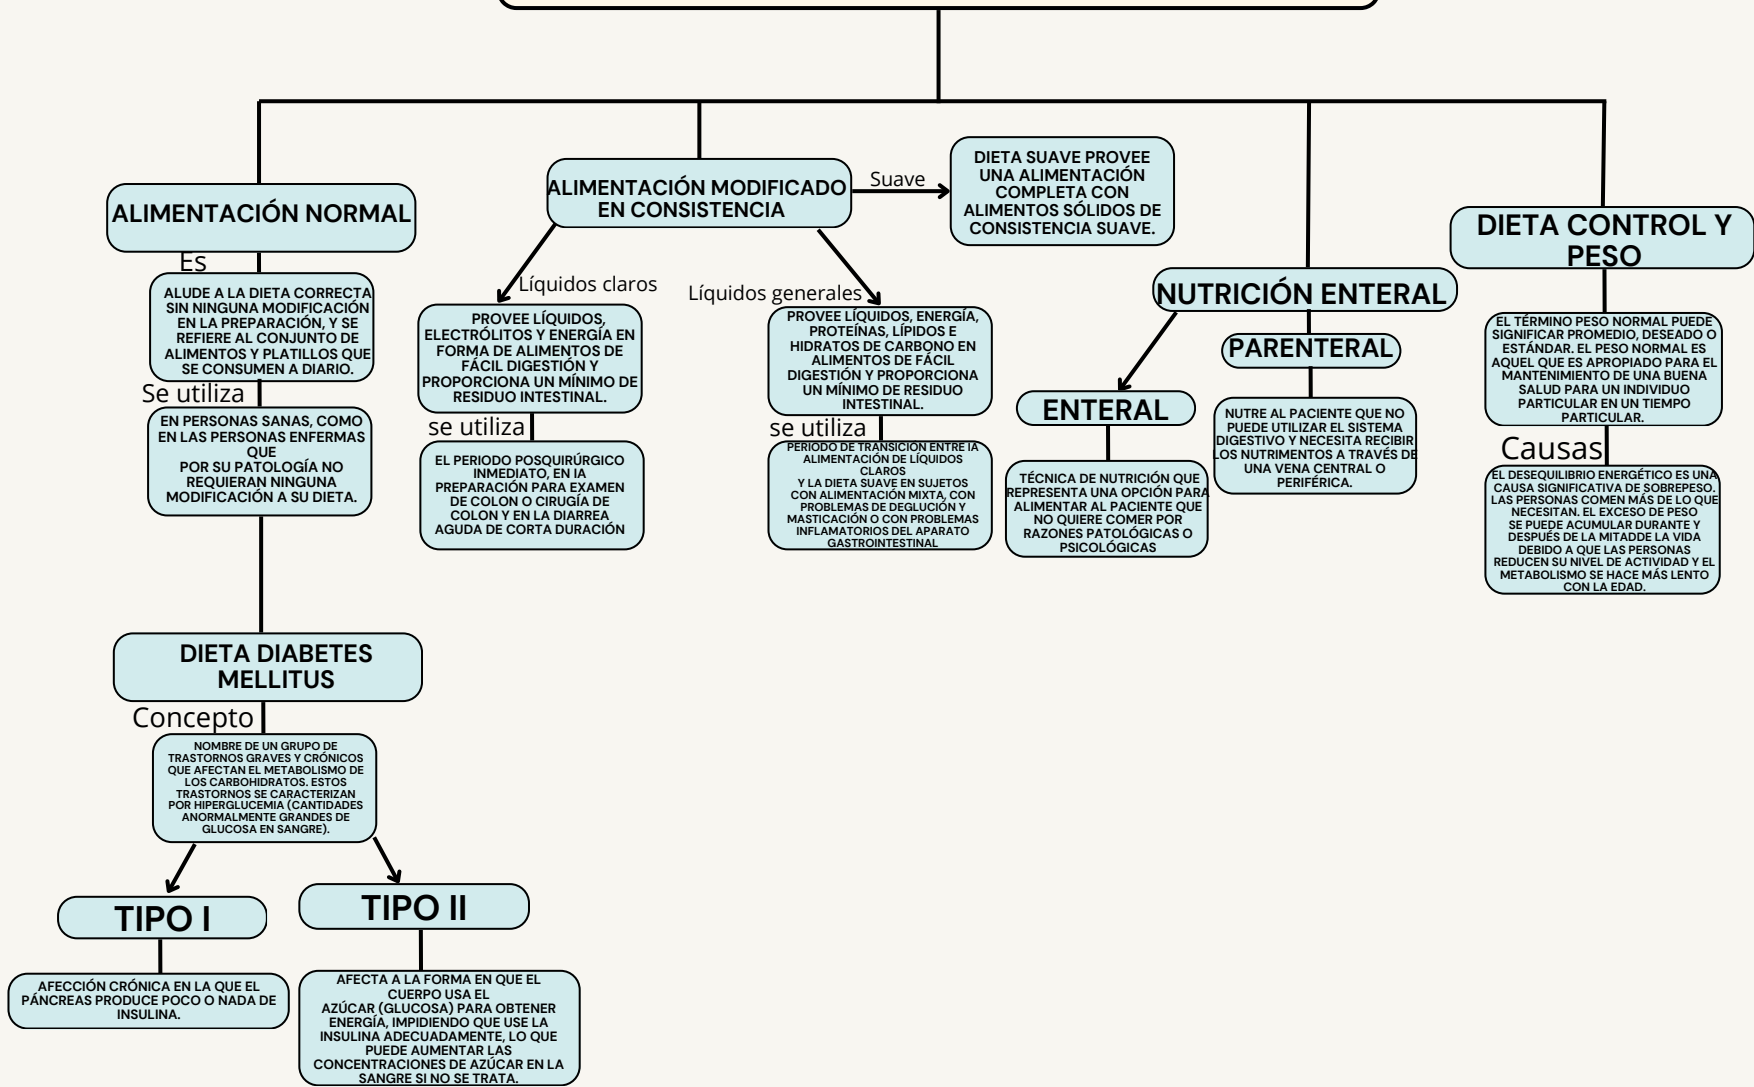 ALIMENTACIÓN NORMAL
Es
ALUDE A LA DIETA CORRECTA
SIN NINGUNA MODIFICACIÓN
EN LA PREPARACIÓN, Y SE
REFIERE AL CONJUNTO DE
ALIMENTOS Y PLATILLOS QUE
SE CONSUMEN A DIARIO.
Se utiliza
EN PERSONAS SANAS, COMO
EN LAS PERSONAS ENFERMAS
QUE
POR SU PATOLOGÍA NO
REQUIERAN NINGUNA
MODIFICACIÓN A SU DIETA.
DIETA DIABETES
MELLITUS
Concepto
NOMBRE DE UN GRUPO DE
TRASTORNOS GRAVES Y CRÓNICOS
QUE AFECTAN EL METABOLISMO DE
LOS CARBOHIDRATOS. ESTOS
TRASTORNOS SE CARACTERIZAN
POR HIPERGLUCEMIA (CANTIDADES
ANORMALMENTE GRANDES DE
GLUCOSA EN SANGRE).
TIPO I
AFECCIÓN CRÓNICA EN LA QUE EL
PÁNCREAS PRODUCE POCO O NADA DE
INSULINA.
TIPO II
AFECTA A LA FORMA EN QUE EL
CUERPO USA EL
AZÚCAR (GLUCOSA) PARA OBTENER
ENERGÍA, IMPIDIENDO QUE USE LA
INSULINA ADECUADAMENTE, LO QUE
PUEDE AUMENTAR LAS
CONCENTRACIONES DE AZÚCAR EN LA
SANGRE SI NO SE TRATA.
ALIMENTACIÓN MODIFICADO
EN CONSISTENCIA
Suave
DIETA SUAVE PROVEE
UNA ALIMENTACIÓN
COMPLETA CON
ALIMENTOS SÓLIDOS DE
CONSISTENCIA SUAVE.
Líquidos claros
PROVEE LÍQUIDOS,
ELECTRÓLITOS Y ENERGÍA EN
FORMA DE ALIMENTOS DE
FÁCIL DIGESTIÓN Y
PROPORCIONA UN MÍNIMO DE
RESIDUO INTESTINAL.
se utiliza
EL PERIODO POSQUIRÚRGICO
INMEDIATO, EN lA
PREPARACIÓN PARA EXAMEN
DE COLON O CIRUGÍA DE
COLON Y EN LA DIARREA
AGUDA DE CORTA DURACIÓN
Líquidos generales
PROVEE LÍQUIDOS, ENERGÍA,
PROTEÍNAS, LÍPIDOS E
HIDRATOS DE CARBONO EN
ALIMENTOS DE FÁCIL
DIGESTIÓN Y PROPORCIONA
UN MÍNIMO DE RESIDUO
INTESTINAL.
se utiliza
PERIODO DE TRANSICIÓN ENTRE lA
ALIMENTACIÓN DE LÍQUIDOS
CLAROS
Y LA DIETA SUAVE EN SUJETOS
CON ALIMENTACIÓN MIXTA, CON
PROBLEMAS DE DEGLUCIÓN Y
MASTICACIÓN O CON PROBLEMAS
INFLAMATORIOS DEL APARATO
GASTROINTESTINAL
NUTRICIÓN ENTERAL
ENTERAL
TÉCNICA DE NUTRICIÓN QUE
REPRESENTA UNA OPCIÓN PARA
ALIMENTAR AL PACIENTE QUE
NO QUIERE COMER POR
RAZONES PATOLÓGICAS O
PSICOLÓGICAS
PARENTERAL
NUTRE AL PACIENTE QUE NO
PUEDE UTILIZAR EL SISTEMA
DIGESTIVO Y NECESITA RECIBIR
LOS NUTRIMENTOS A TRAVÉS DE
UNA VENA CENTRAL O
PERIFÉRICA.
DIETA CONTROL Y
PESO
EL TÉRMINO PESO NORMAL PUEDE
SIGNIFICAR PROMEDIO, DESEADO O
ESTÁNDAR. EL PESO NORMAL ES
AQUEL QUE ES APROPIADO PARA EL
MANTENIMIENTO DE UNA BUENA
SALUD PARA UN INDIVIDUO
PARTICULAR EN UN TIEMPO
PARTICULAR.
Causas
EL DESEQUILIBRIO ENERGÉTICO ES UNA
CAUSA SIGNIFICATIVA DE SOBREPESO.
LAS PERSONAS COMEN MÁS DE LO QUE
NECESITAN. EL EXCESO DE PESO
SE PUEDE ACUMULAR DURANTE Y
DESPUÉS DE LA MITADDE LA VIDA
DEBIDO A QUE LAS PERSONAS
REDUCEN SU NIVEL DE ACTIVIDAD Y EL
METABOLISMO SE HACE MÁS LENTO
CON LA EDAD.